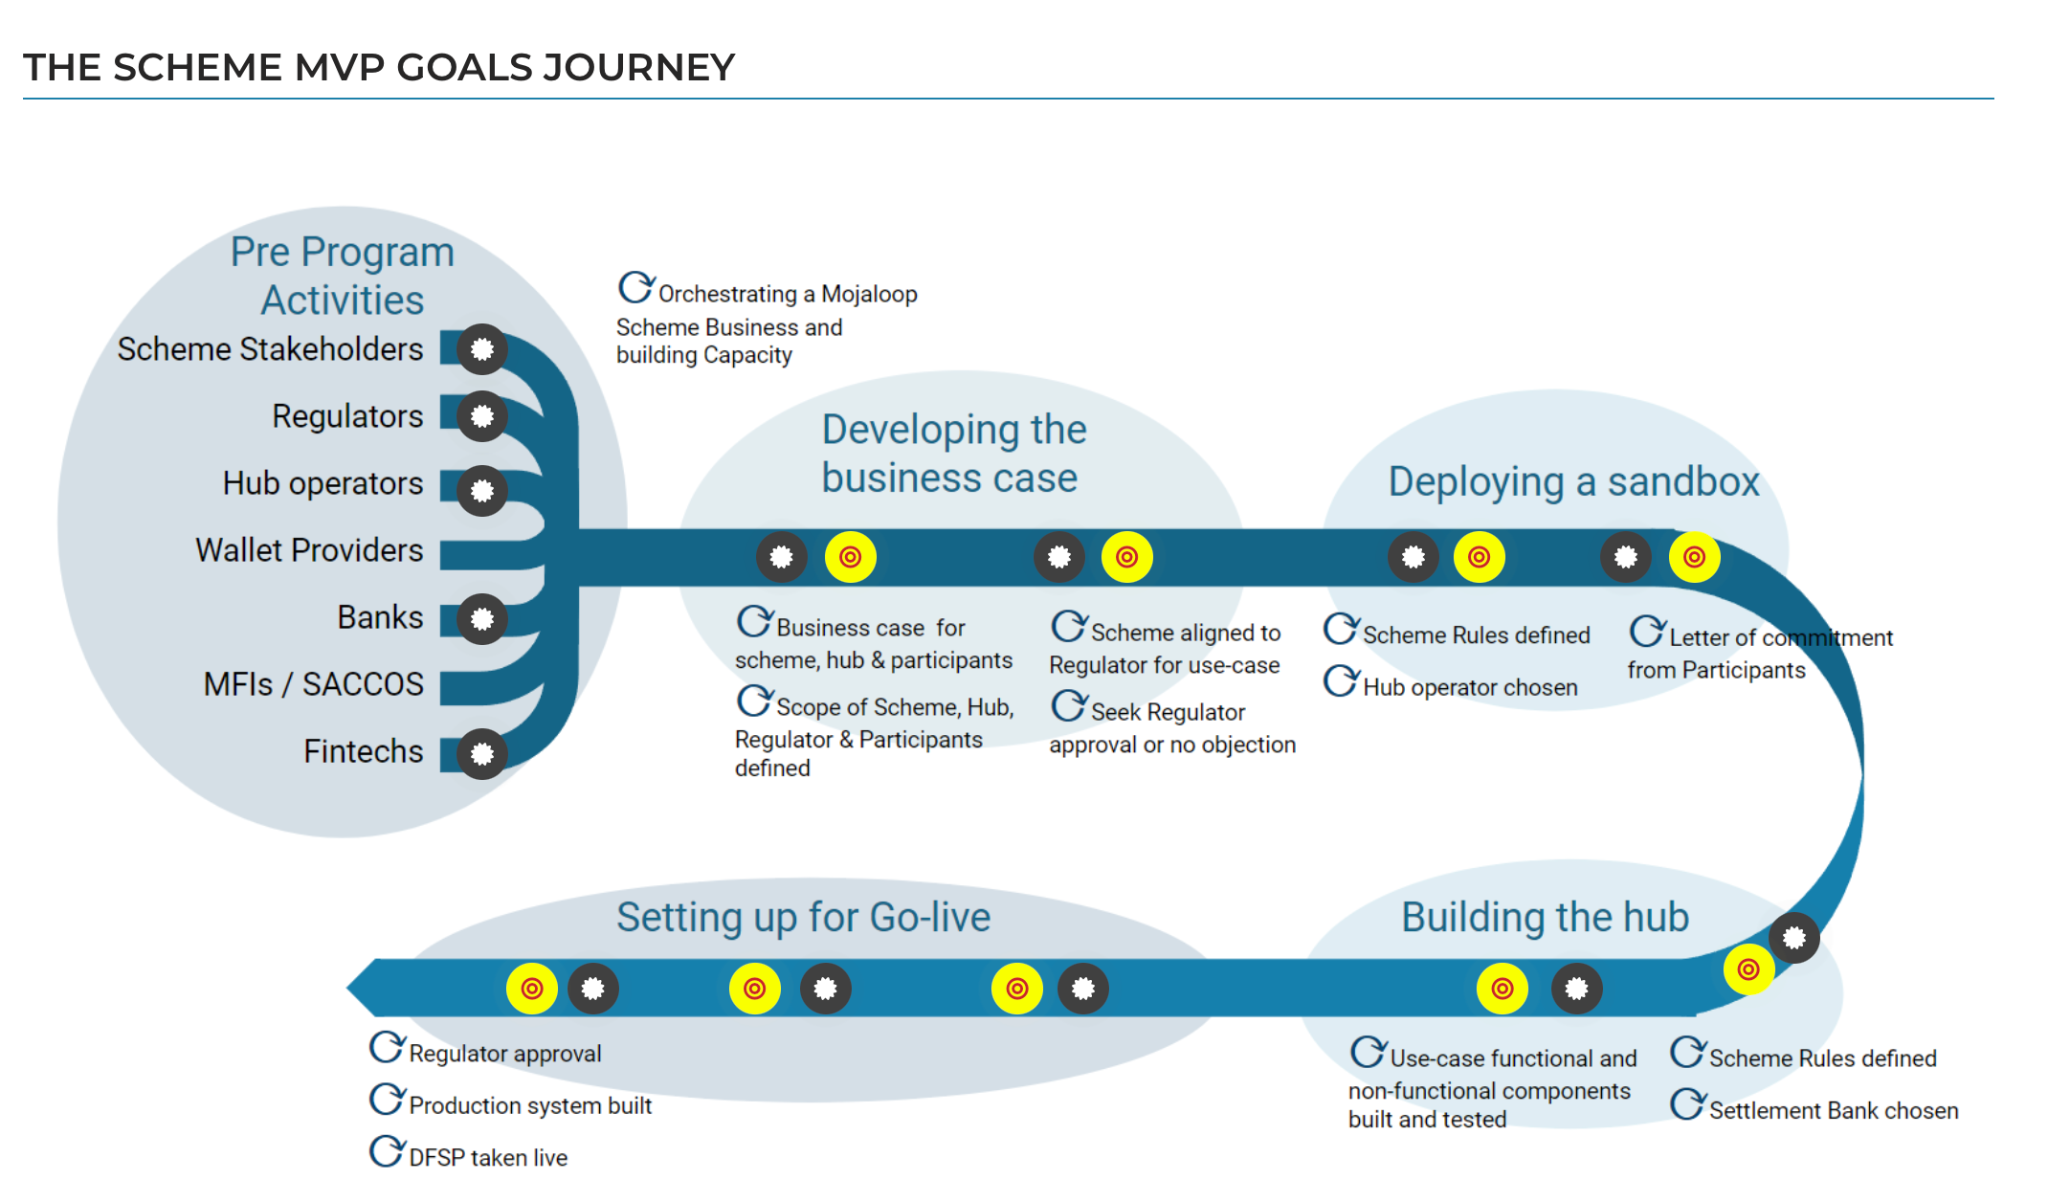 THE SCHEME MVP GOALS JOURNEY
Pre Program
Activities
Scheme Stakeholders
Regulators
Hub operators
Wallet Providers
Banks
MFIs / SACCOS
Fintechs
Orchestrating a Mojaloop
Scheme Business and
building Capacity
Developing the
business case
Business case for
scheme, hub & participants
Scope of Scheme, Hub,
Regulator & Participants
defined
Scheme aligned to
Regulator for use-case
Seek Regulator
approval or no objection
Deploying a sandbox
Scheme Rules defined
Hub operator chosen
Letter of commitment
from Participants
Building the hub
Scheme Rules defined
Settlement Bank chosen
Use-case functional and
non-functional components
built and tested
Setting up for Go-live
Regulator approval
Production system built
DFSP taken live